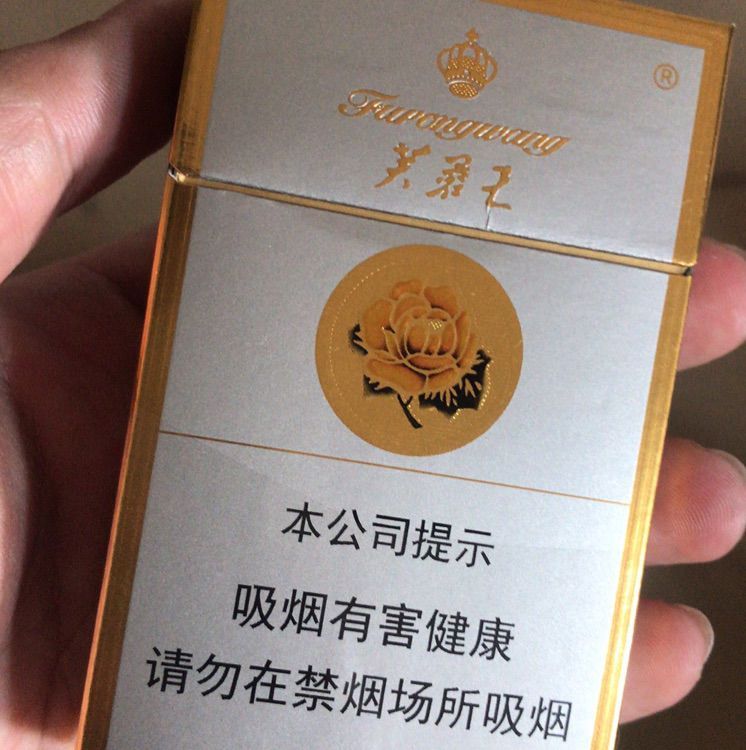 ®
Furongwang
芙蓉王
本公司提示
吸烟有害健康
请勿在禁烟场所吸烟